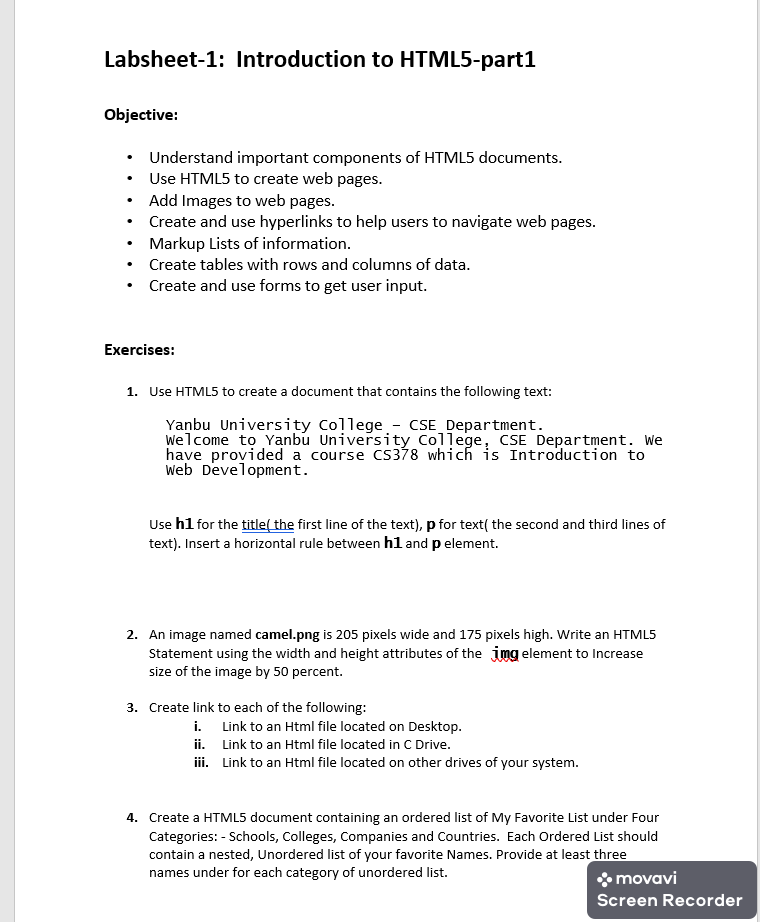 Labsheet-1:  Introduction to HTML5-part1
Objective:
• Understand important components of HTML5 documents.
• Use HTML5 to create web pages.
• Add Images to web pages.
• Create and use hyperlinks to help users to navigate web pages.
• Markup Lists of information.
• Create tables with rows and columns of data.
• Create and use forms to get user input.
Exercises:
1. Use HTML5 to create a document that contains the following text:
Yanbu University College – CSE Department.
Welcome to Yanbu University College, CSE Department. We
have provided a course CS378 which is Introduction to
Web Development.
Use h1 for the title( the first line of the text), p for text( the second and third lines of
text). Insert a horizontal rule between h1 and p element.
2. An image named camel.png is 205 pixels wide and 175 pixels high. Write an HTML5
Statement using the width and height attributes of the img element to Increase
size of the image by 50 percent.
3. Create link to each of the following:
i. Link to an Html file located on Desktop.
ii. Link to an Html file located in C Drive.
iii. Link to an Html file located on other drives of your system.
4. Create a HTML5 document containing an ordered list of My Favorite List under Four
Categories: - Schools, Colleges, Companies and Countries.  Each Ordered List should
contain a nested, Unordered list of your favorite Names. Provide at least three
names under for each category of unordered list.
movavi
Screen Recorder